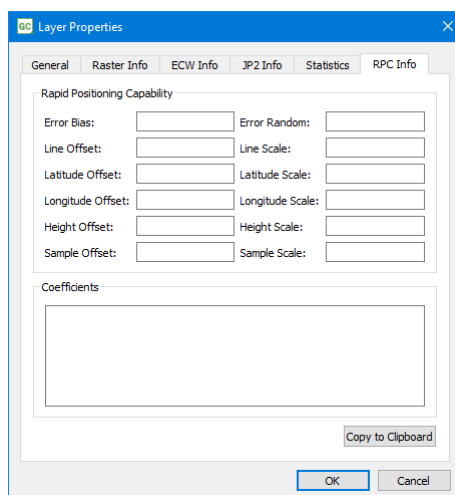 GC Layer Properties
General Raster Info ECW Info JP2 Info Statistics RPC Info
Rapid Positioning Capability
Error Bias: Error Random:
Line Offset: Line Scale:
Latitude Offset: Latitude Scale:
Longitude Offset: Longitude Scale:
Height Offset: Height Scale:
Sample Offset: Sample Scale:
Coefficients
Copy to Clipboard
OK Cancel